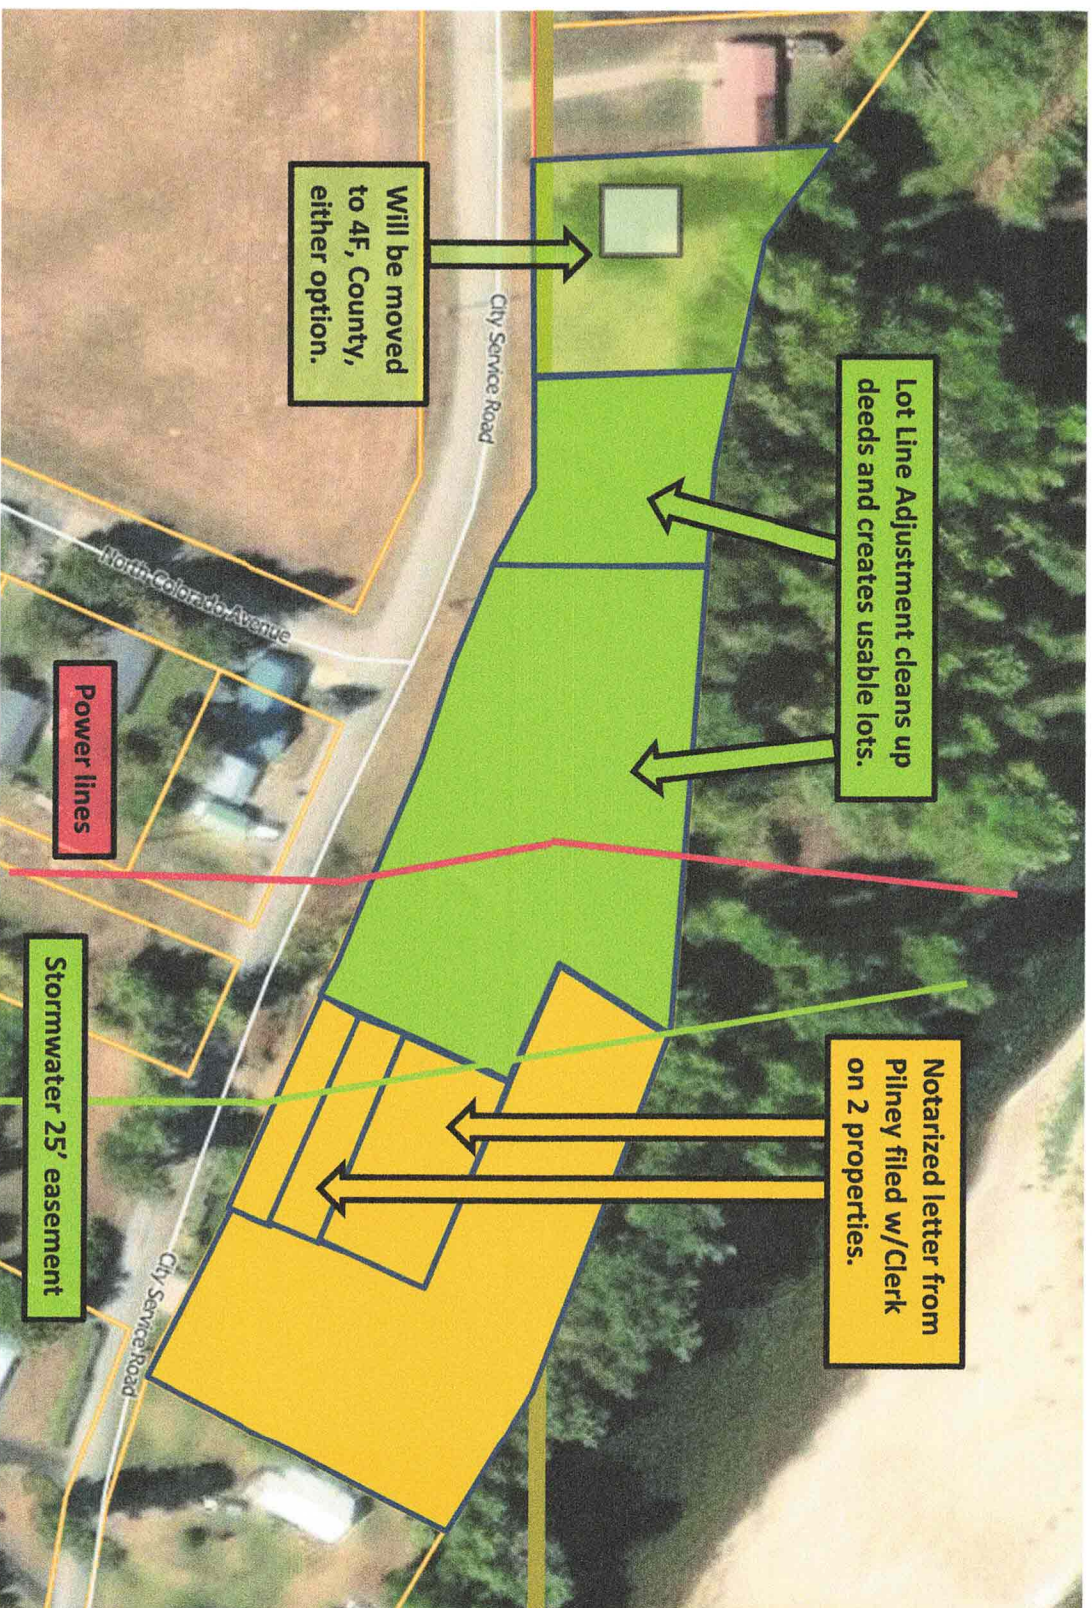 Lot Line Adjustment cleans up
deeds and creates usable lots.
Notarized letter from
Pilney filed w/Clerk
on 2 properties.
Will be moved
to 4F, County,
either option.
City Service Road
North Colorado Avenue
Power lines
Stormwater 25’ easement
City Service Road